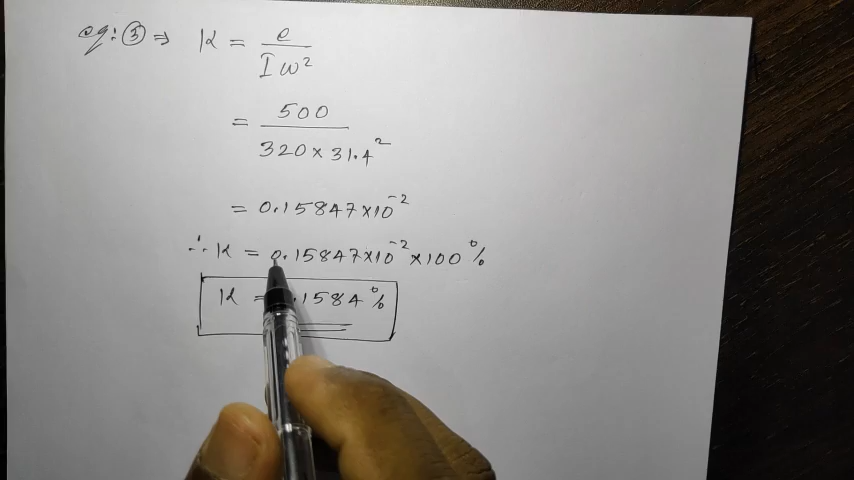 eq: ③ ⇒ K = e / Iω²
= 500 / 320 × 31.4²
= 0.15847×10⁻²
∴ K = 0.15847×10⁻² × 100 %
K = .1584 %